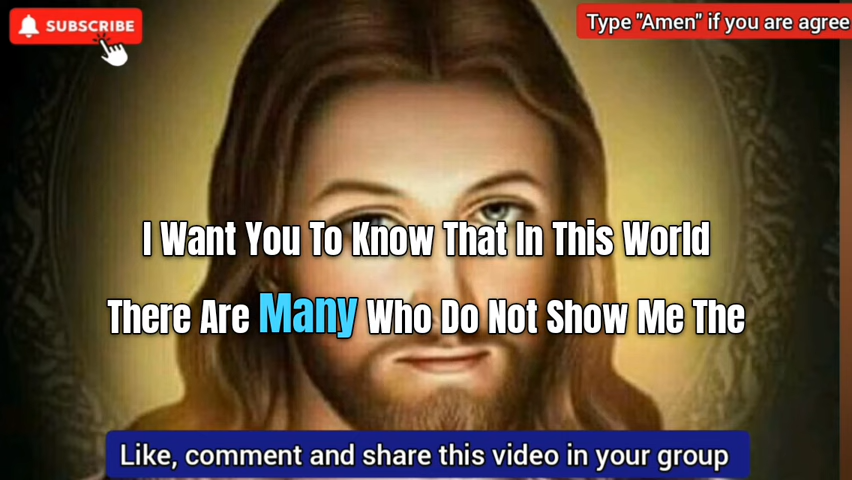 SUBSCRIBE
Type "Amen" if you are agree
I Want You To Know That In This World
There Are Many Who Do Not Show Me The
Like, comment and share this video in your group